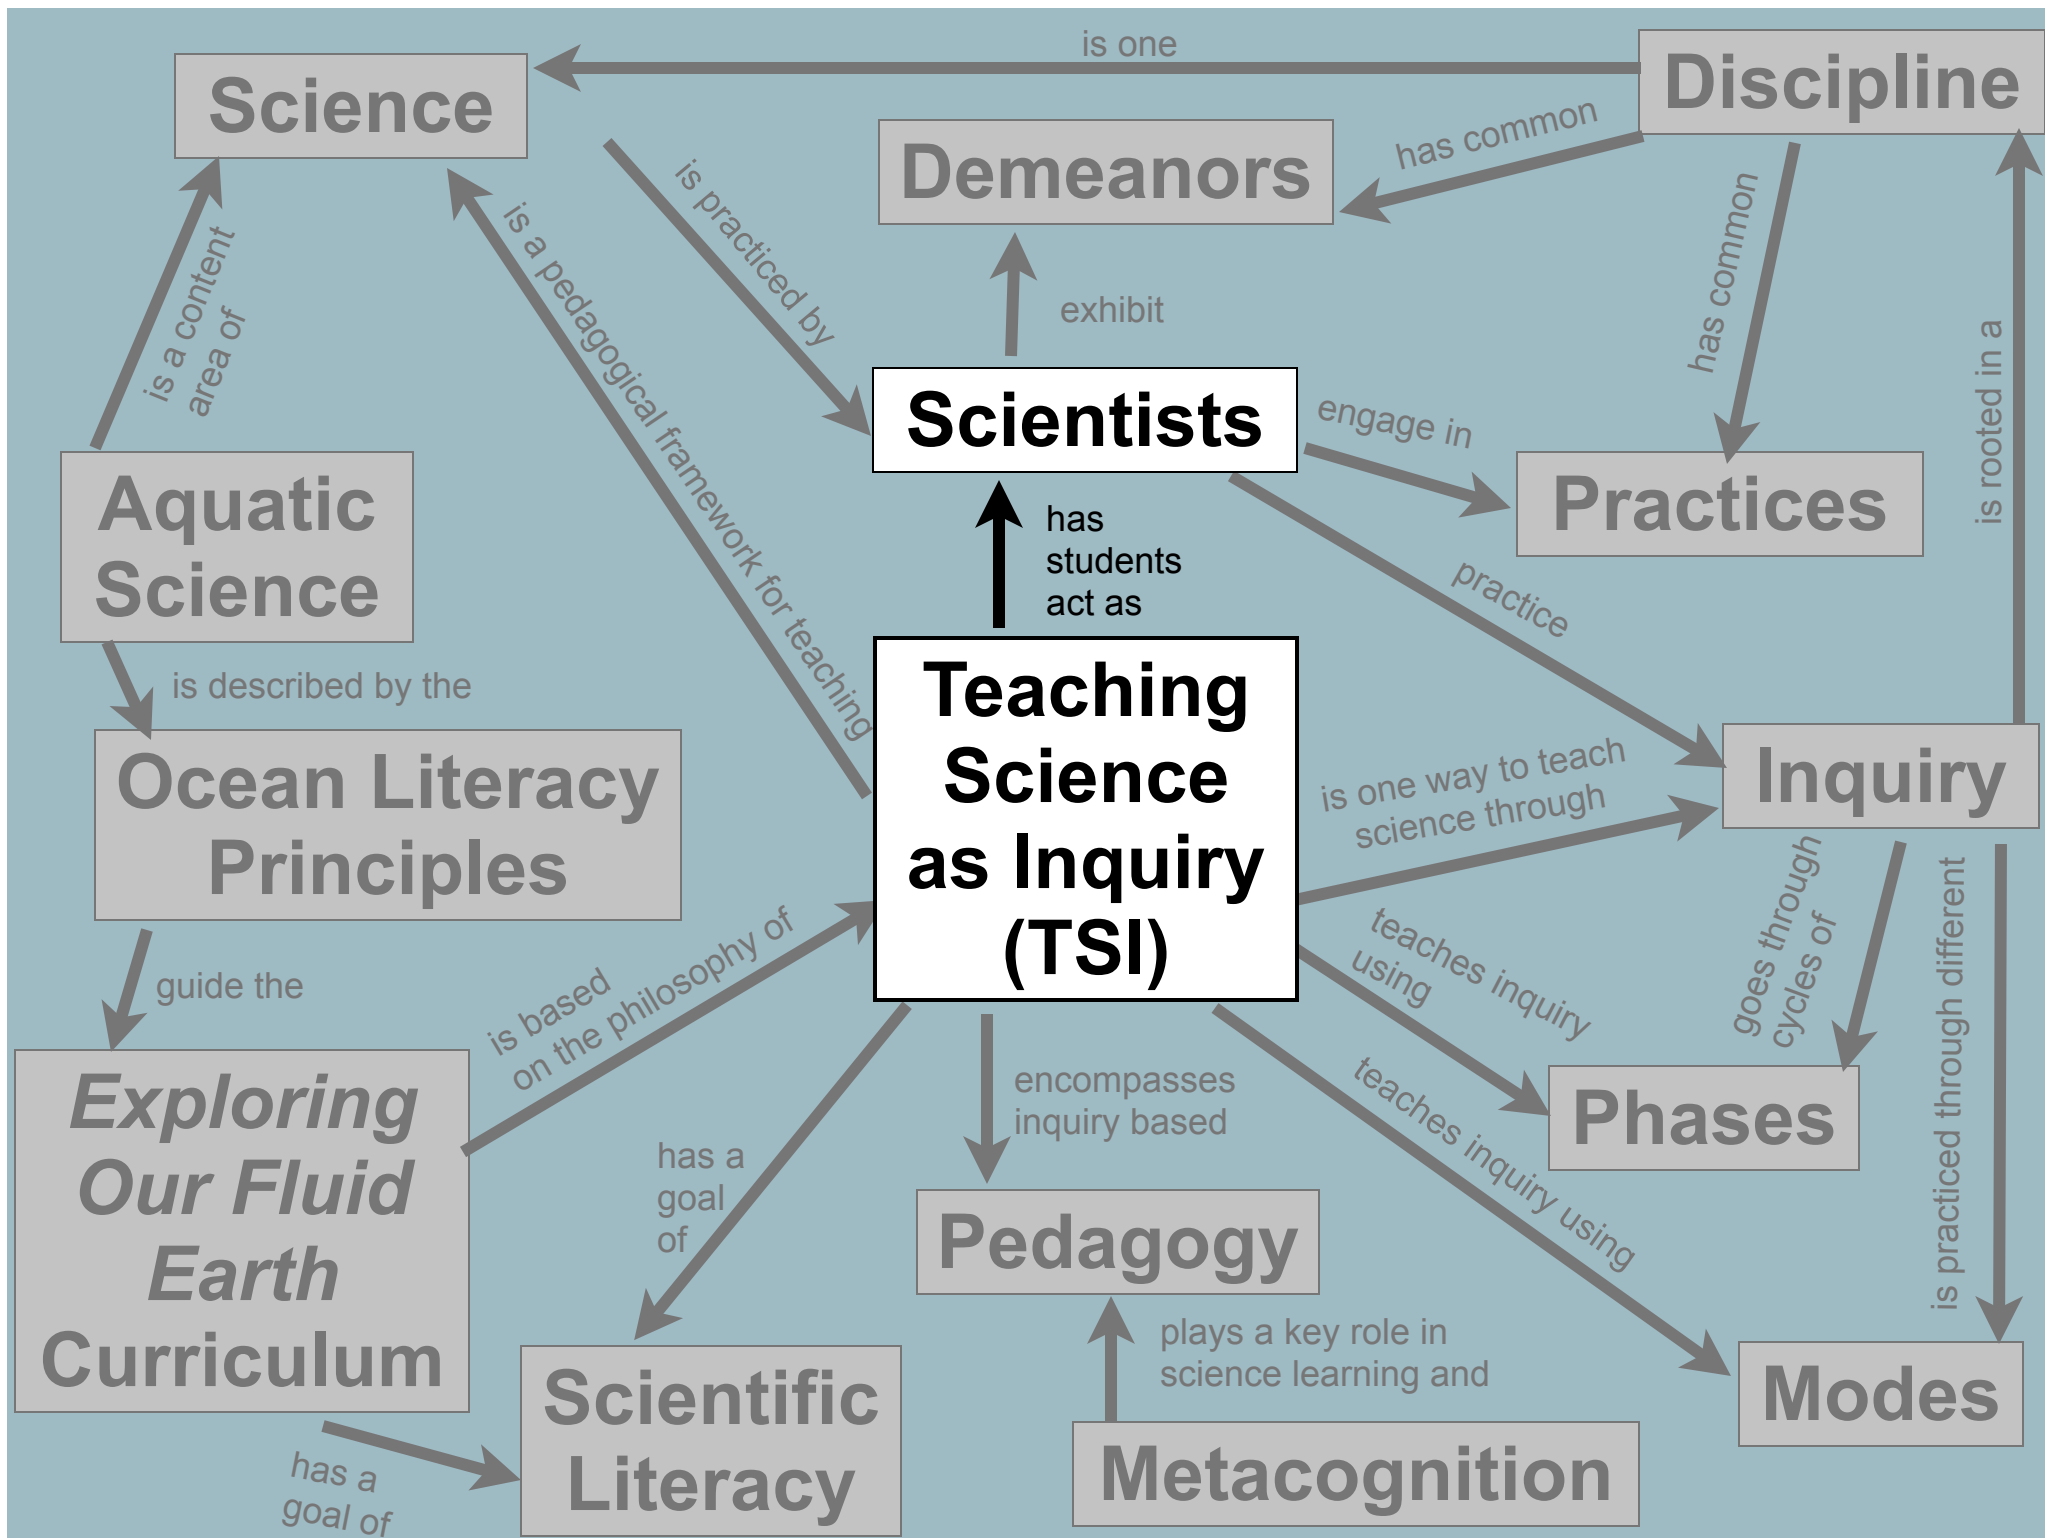 is one
Science
Discipline
has common
Demeanors
is practiced by
has common
is a pedagogical framework for teaching
is a content
area of
exhibit
is rooted in a
Scientists
engage in
Aquatic
Science
Practices
has
students
act as
practice
is described by the
Teaching
Science
as Inquiry
(TSI)
Ocean Literacy
Principles
is one way to teach
science through
Inquiry
guide the
is based
on the philosophy of
teaches inquiry
using
goes through
cycles of
is practiced through different
Exploring
Our Fluid
Earth
Curriculum
encompasses
inquiry based
Phases
has a
goal
of
teaches inquiry using
Pedagogy
plays a key role in
science learning and
Scientific
Literacy
Modes
Metacognition
has a
goal of